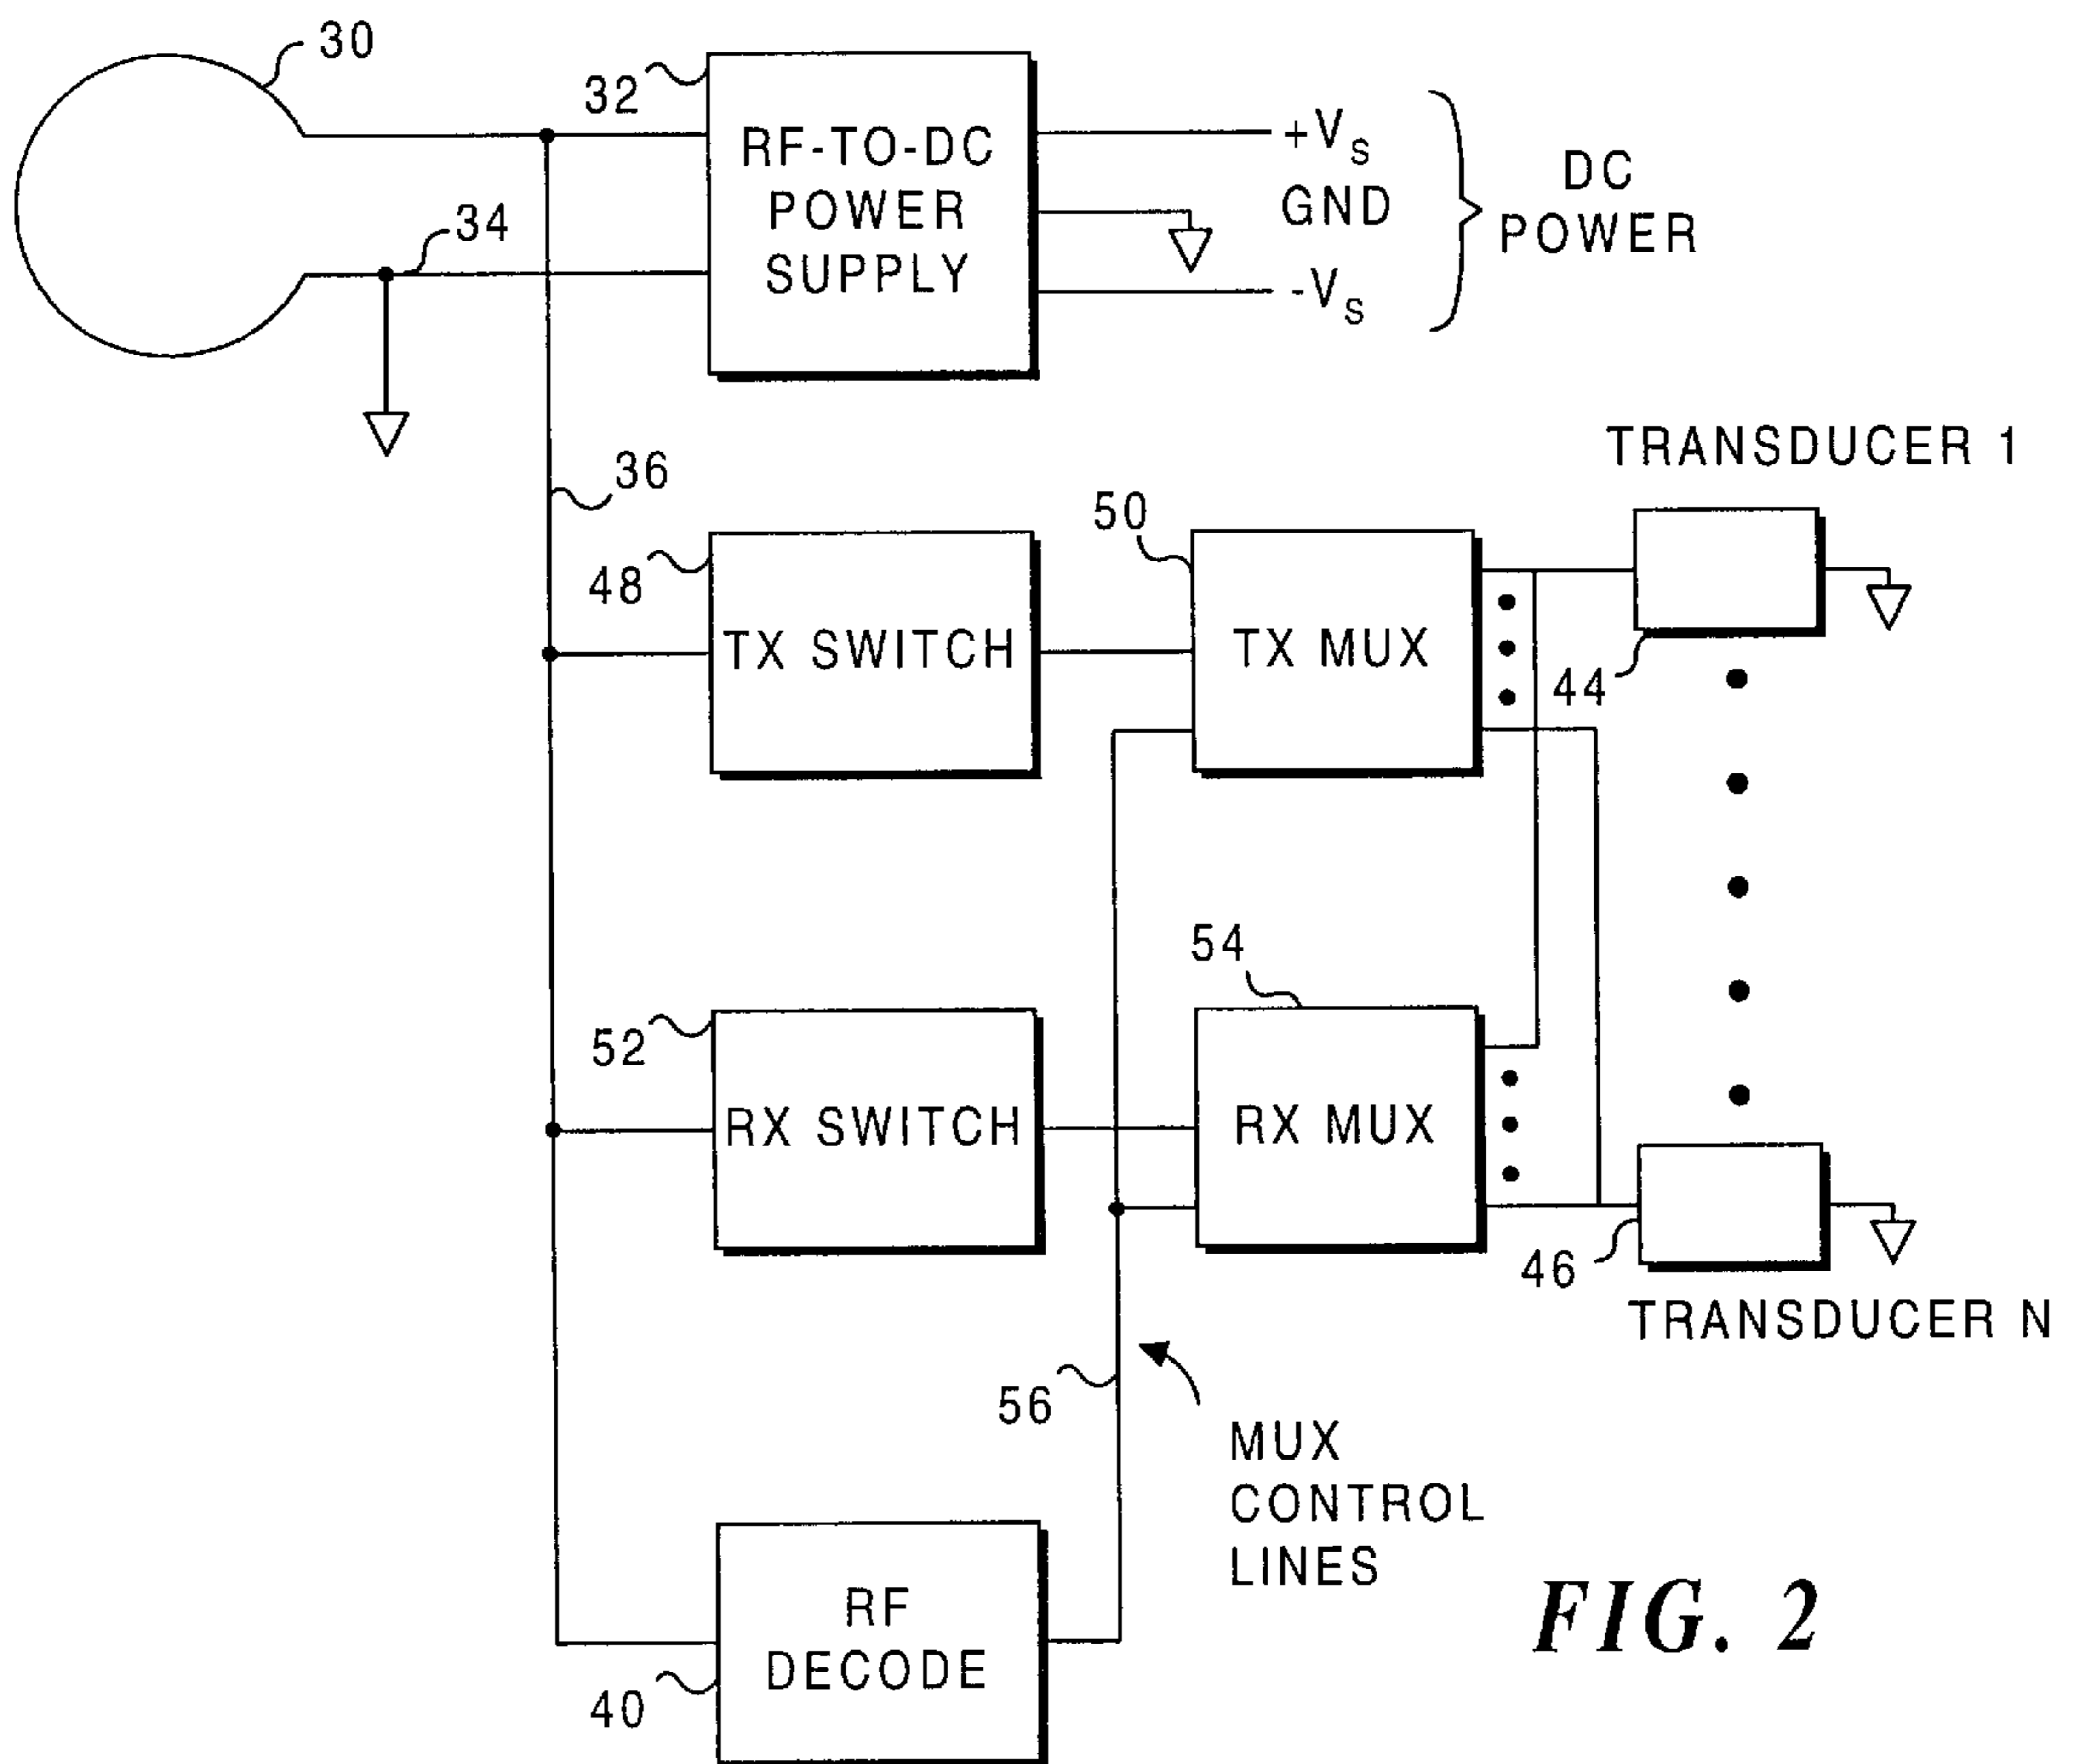 30
32
RF-TO-DC
POWER
SUPPLY
+VS
GND
-VS
DC
POWER
34
36
TRANSDUCER 1
48
TX SWITCH
50
TX MUX
44
52
RX SWITCH
54
RX MUX
46
TRANSDUCER N
56
MUX
CONTROL
LINES
40
RF
DECODE
FIG. 2